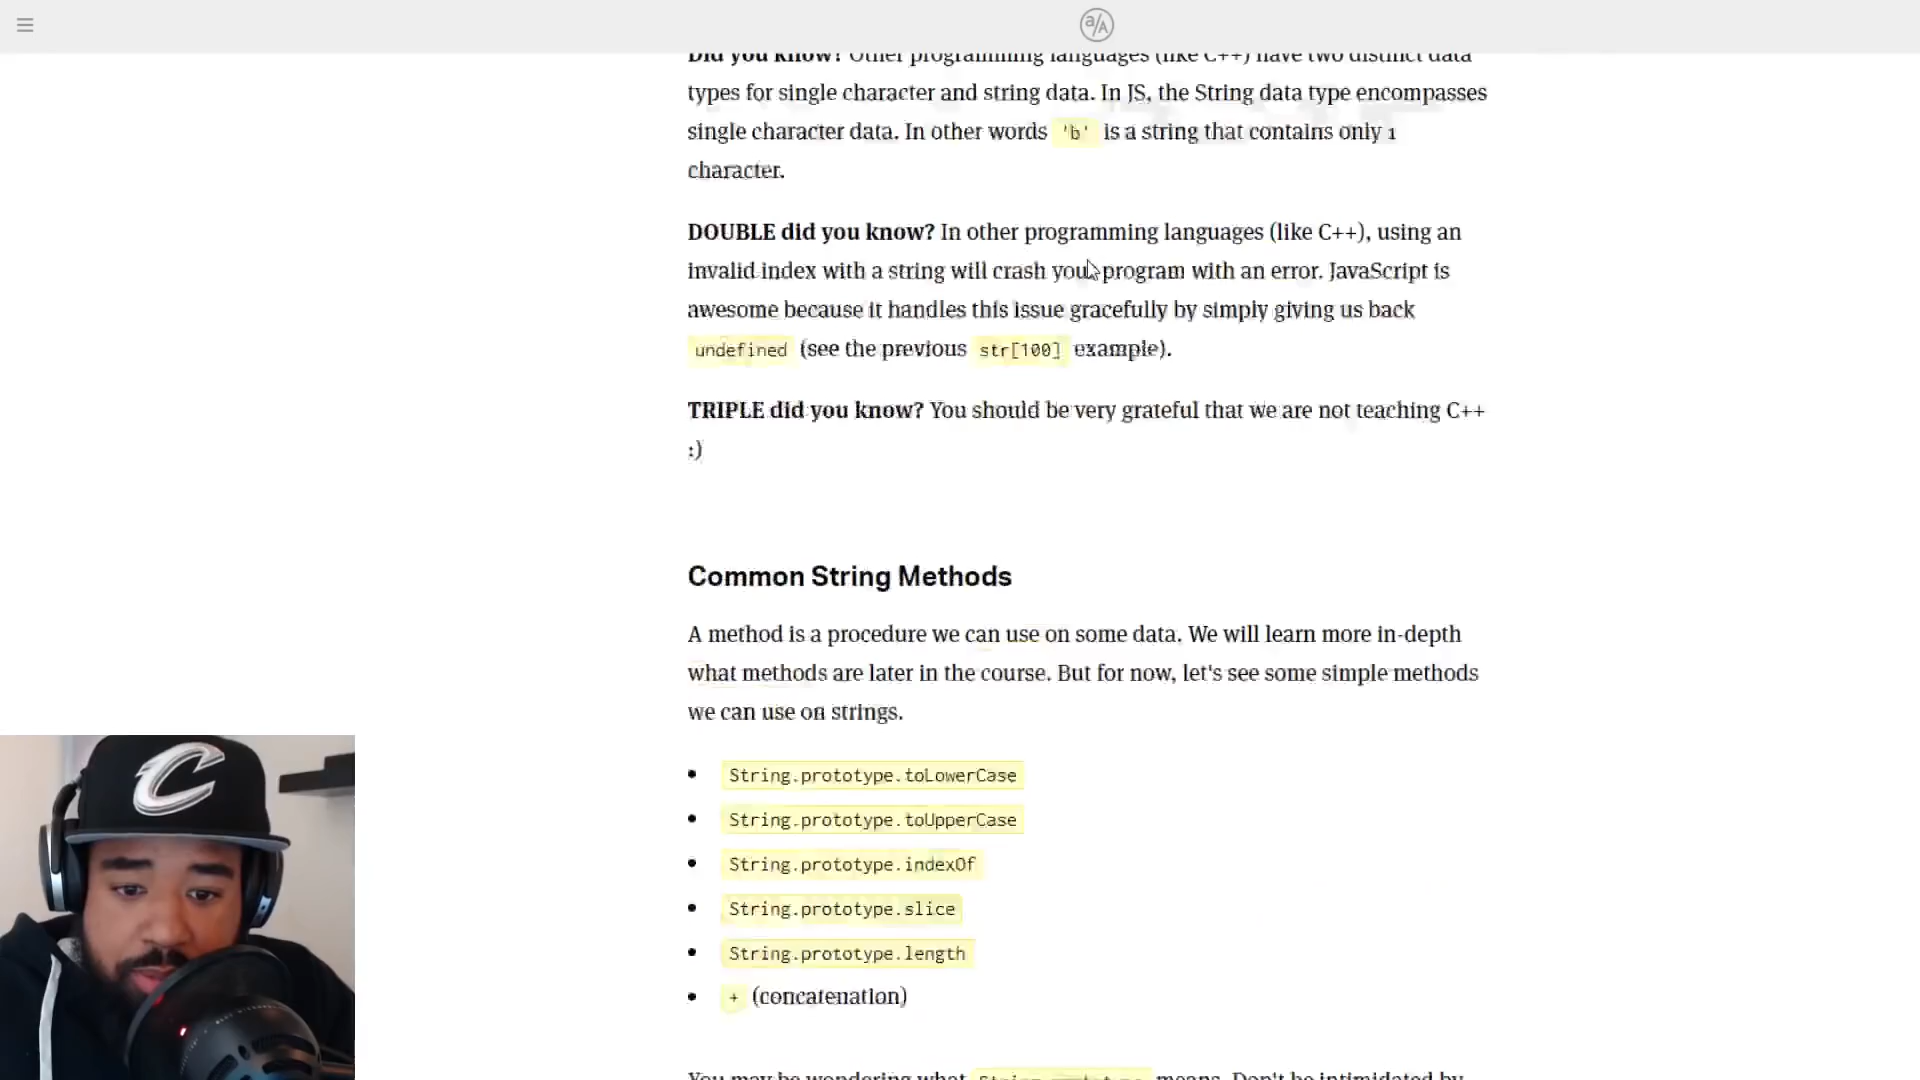 a/A
Did you know? Other programming languages (like C++) have two distinct data
types for single character and string data. In JS, the String data type encompasses
single character data. In other words 'b' is a string that contains only 1
character.
DOUBLE did you know? In other programming languages (like C++), using an
invalid index with a string will crash your program with an error. JavaScript is
awesome because it handles this issue gracefully by simply giving us back
undefined (see the previous str[100] example).
TRIPLE did you know? You should be very grateful that we are not teaching C++
:)
Common String Methods
A method is a procedure we can use on some data. We will learn more in-depth
what methods are later in the course. But for now, let's see some simple methods
we can use on strings.
• String.prototype.toLowerCase
• String.prototype.toUpperCase
• String.prototype.indexOf
• String.prototype.slice
• String.prototype.length
• + (concatenation)
You may be wondering what String.prototype means. Don't be intimidated by
C